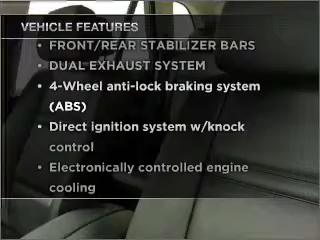 VEHICLE FEATURES
• FRONT/REAR STABILIZER BARS
• DUAL EXHAUST SYSTEM
• 4-Wheel anti-lock braking system
(ABS)
• Direct ignition system w/knock
control
• Electronically controlled engine
cooling